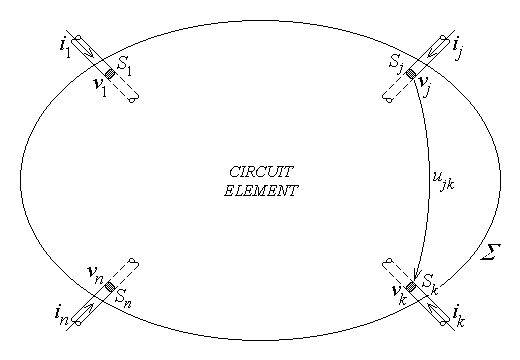 i1 S1 v1
ij Sj vj
CIRCUIT
ELEMENT
ujk
Σ
vn Sn in
vk Sk ik